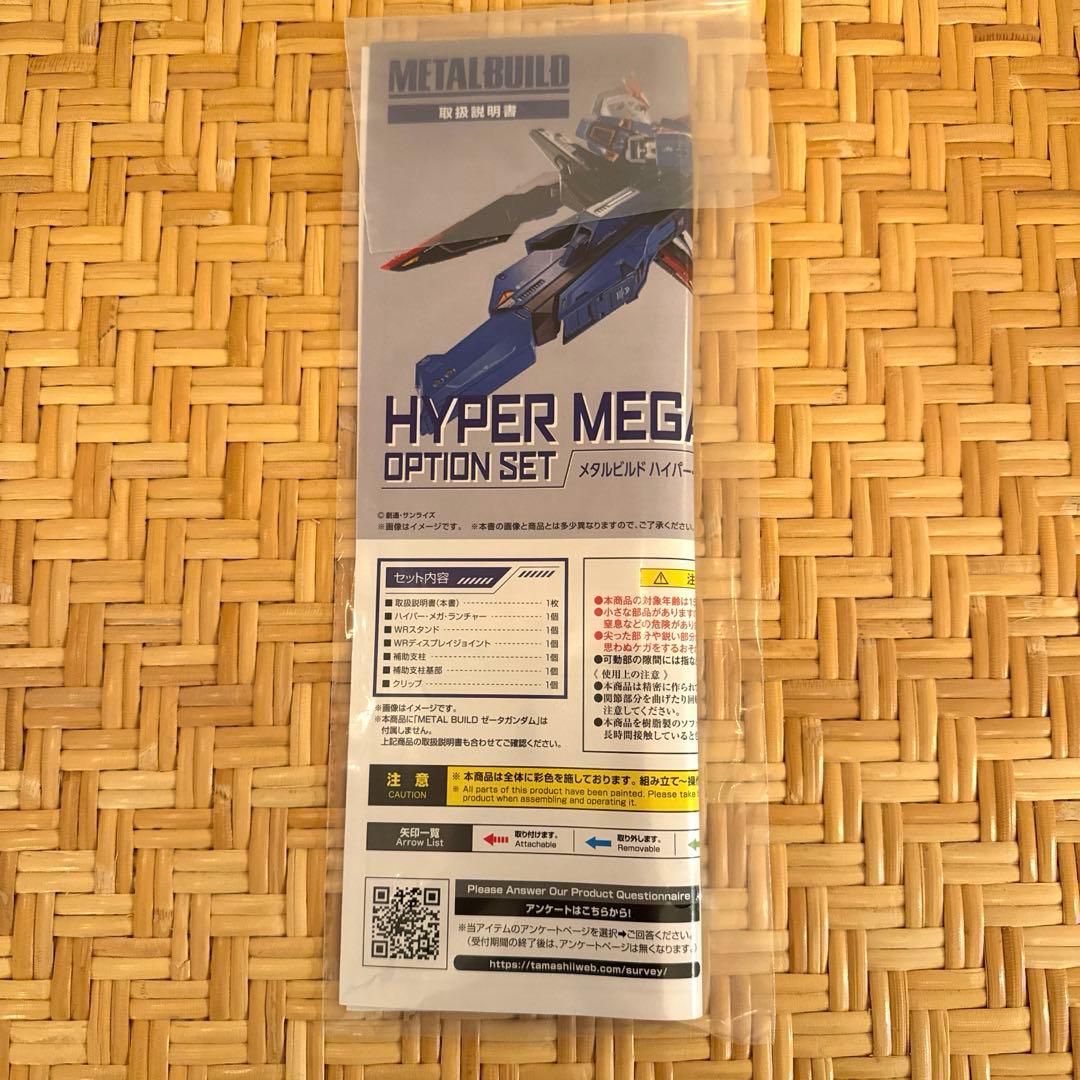 METAL BUILD
取扱説明書
HYPER MEGA
OPTION SET
メタルビルド ハイパー・
© 創通・サンライズ
※画像はイメージです。 ※本書の画像と商品とは多少異なりますので、ご了承ください。
セット内容
■ 取扱説明書(本書) 1枚
■ ハイパー・メガ・ランチャー 1個
■ WRスタンド 1個
■ WRディスプレイジョイント 1個
■ 補助支柱 1個
■ 補助支柱基部 1個
■ クリップ 1個
※画像はイメージです。
※本商品に「METAL BUILD ゼータガンダム」は
付属しません。
上記商品の取扱説明書も合わせてご確認ください。
注
●本商品の対象年齢は15
●小さな部品があります
窒息などの危険があり
●尖った部分や鋭い部分
思わぬケガをするおそ
●可動部の隙間には指な
〈 使用上の注意 〉
●本商品は精密に作られ
●関節部分を曲げたり回
注意してください。
●本商品を樹脂製のソフ
長時間接触していると
注意
CAUTION
※ 本商品は全体に彩色を施しております。組み立て〜操作
※ All parts of this product have been painted. Please take
product when assembling and operating it.
矢印一覧
Arrow List
取り付けます。
Attachable
取り外します。
Removable
Please Answer Our Product Questionnaire
アンケートはこちらから!
※当アイテムのアンケートページを選択➡ご回答ください。
(受付期間の終了後は、アンケートページは無くなります。)
https://tamashiiweb.com/survey/